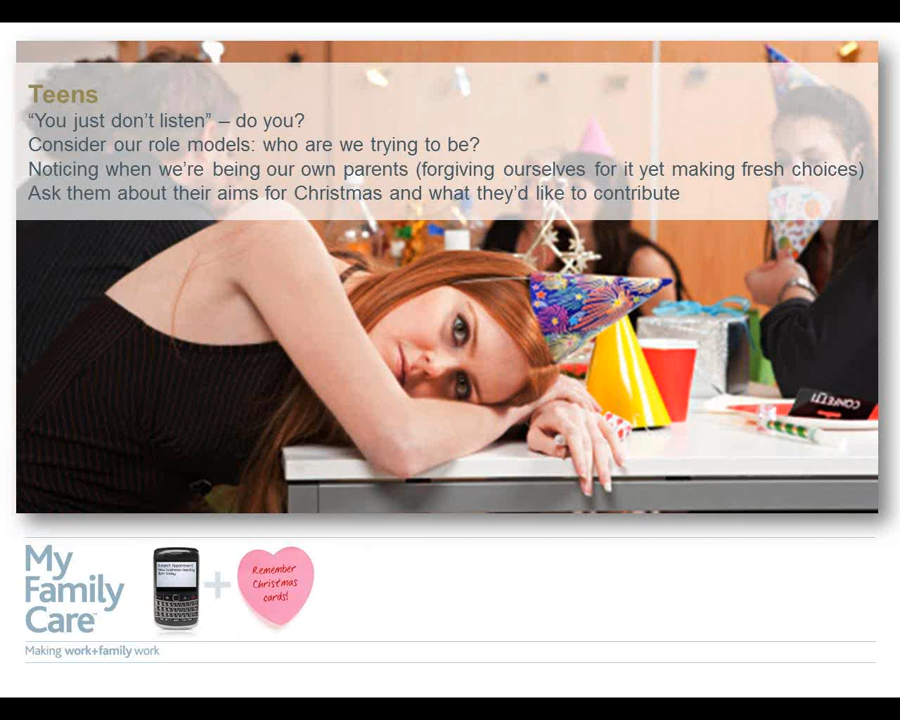 Teens
“You just don’t listen” – do you?
Consider our role models: who are we trying to be?
Noticing when we’re being our own parents (forgiving ourselves for it yet making fresh choices)
Ask them about their aims for Christmas and what they’d like to contribute
CONFETTI
My
Family
Care™
+
Remember
Christmas
cards!
Making work+family work